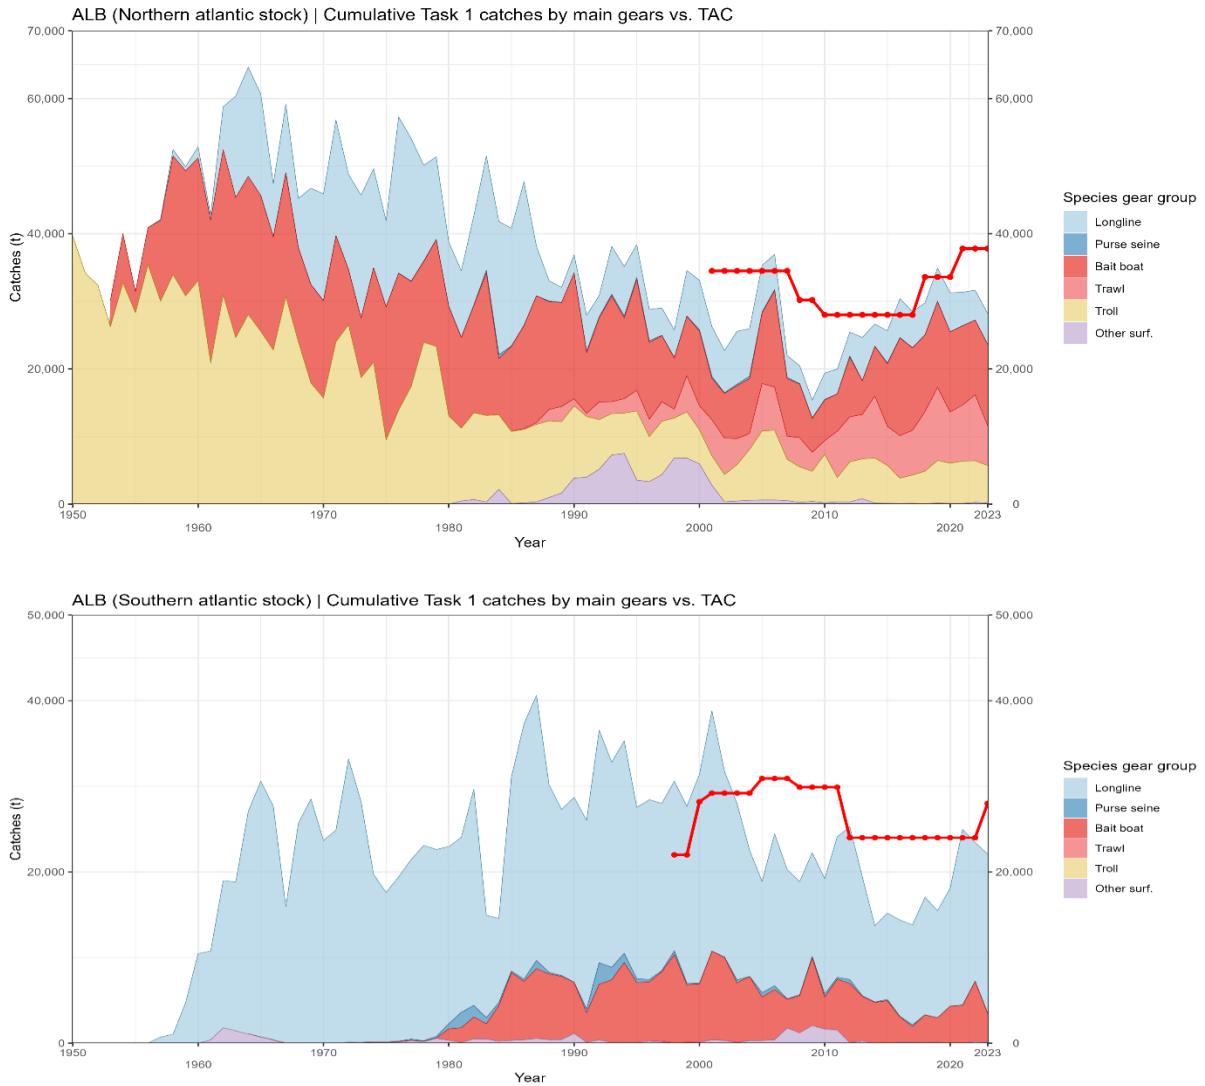 ALB (Northern atlantic stock) | Cumulative Task 1 catches by main gears vs. TAC
70,000
60,000
40,000
20,000
0
Catches (t)
70,000
60,000
40,000
20,000
0
1950
1960
1970
1980
1990
2000
2010
2020
2023
Year
Species gear group
Longline
Purse seine
Bait boat
Trawl
Troll
Other surf.
ALB (Southern atlantic stock) | Cumulative Task 1 catches by main gears vs. TAC
50,000
40,000
20,000
0
Catches (t)
50,000
40,000
20,000
0
1950
1960
1970
1980
1990
2000
2010
2020
2023
Year
Species gear group
Longline
Purse seine
Bait boat
Trawl
Troll
Other surf.